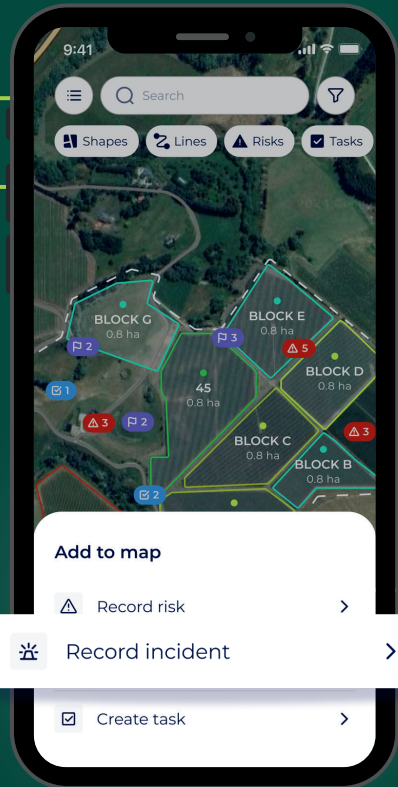 9:41
Search
Shapes
Lines
Risks
Tasks
BLOCK G
0.8 ha
2
BLOCK E
0.8 ha
3
5
BLOCK D
0.8 ha
1
45
0.8 ha
3
2
BLOCK C
0.8 ha
3
BLOCK B
0.8 ha
2
Add to map
Record risk
Record incident
Create task